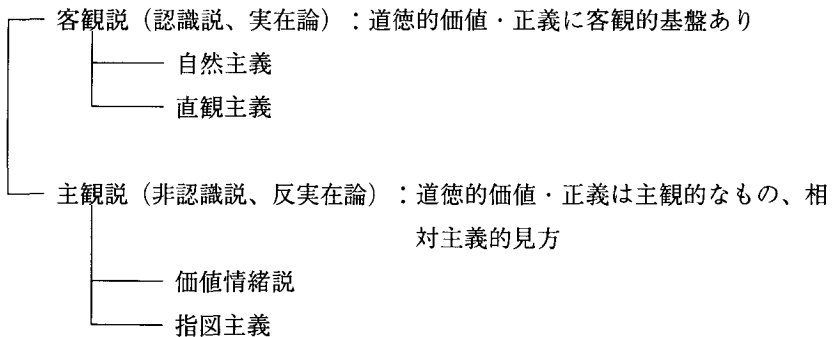 客観説（認識説、実在論）：道徳的価値・正義に客観的基盤あり
自然主義
直観主義
主観説（非認識説、反実在論）：道徳的価値・正義は主観的なもの、相
対主義的見方
価値情緒説
指図主義